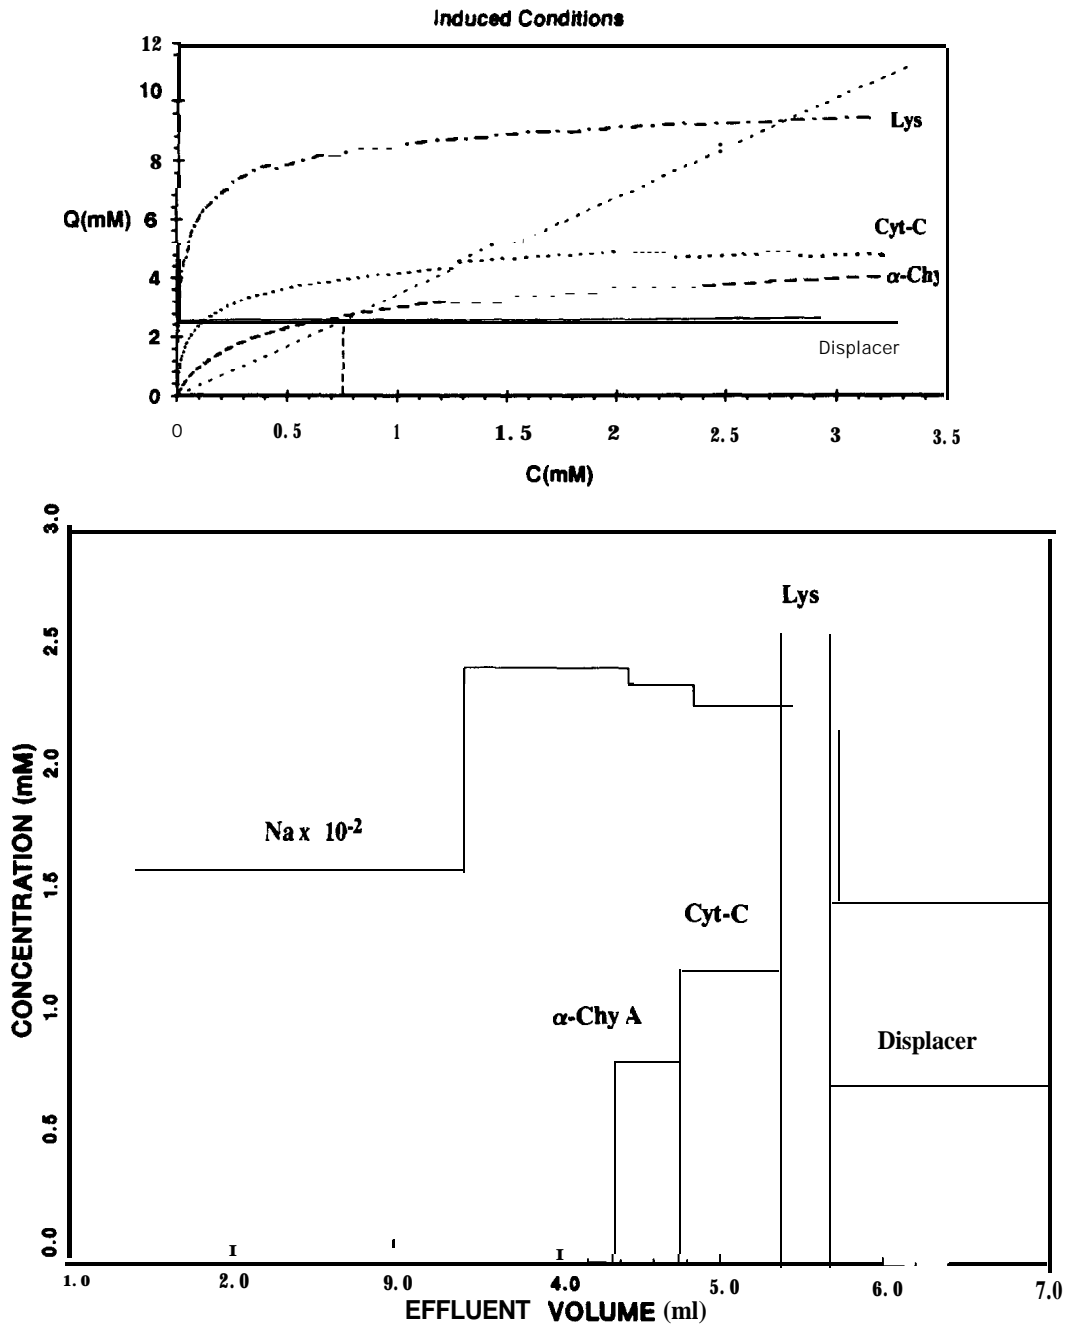 Induced Conditions
12
10
8
Q(mM) 6
4
2
0
Lys
Cyt-C
α-Chy
Displacer
0 0.5 1 1.5 2 2.5 3 3.5
C(mM)
CONCENTRATION (mM)
3.0
2.5
2.0
1.5
1.0
0.5
0.0
Lys
Na x 10-2
Cyt-C
α-Chy A
Displacer
1.0 2.0 9.0 4.0 5.0 6.0 7.0
EFFLUENT VOLUME (ml)